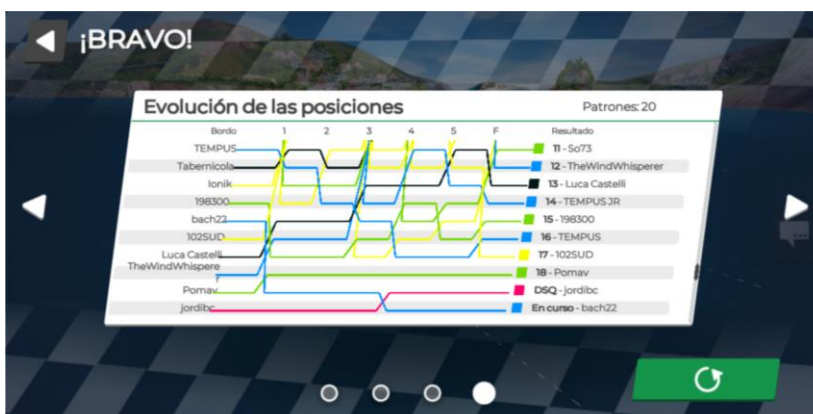 ¡BRAVO!
Evolución de las posiciones
Patrones: 20
Bordo 1 2 3 4 5 F Resultado
TEMPUS 11 - So73
Tabernicola 12 - TheWindWhisperer
Ionik 13 - Luca Castelli
198300 14 - TEMPUS JR
bach22 15 - 198300
102SUD 16 - TEMPUS
Luca Castelli 17 - 102SUD
TheWindWhispere
r 18 - Pomav
Pomav DSQ - jordibc
jordibc En curso - bach22